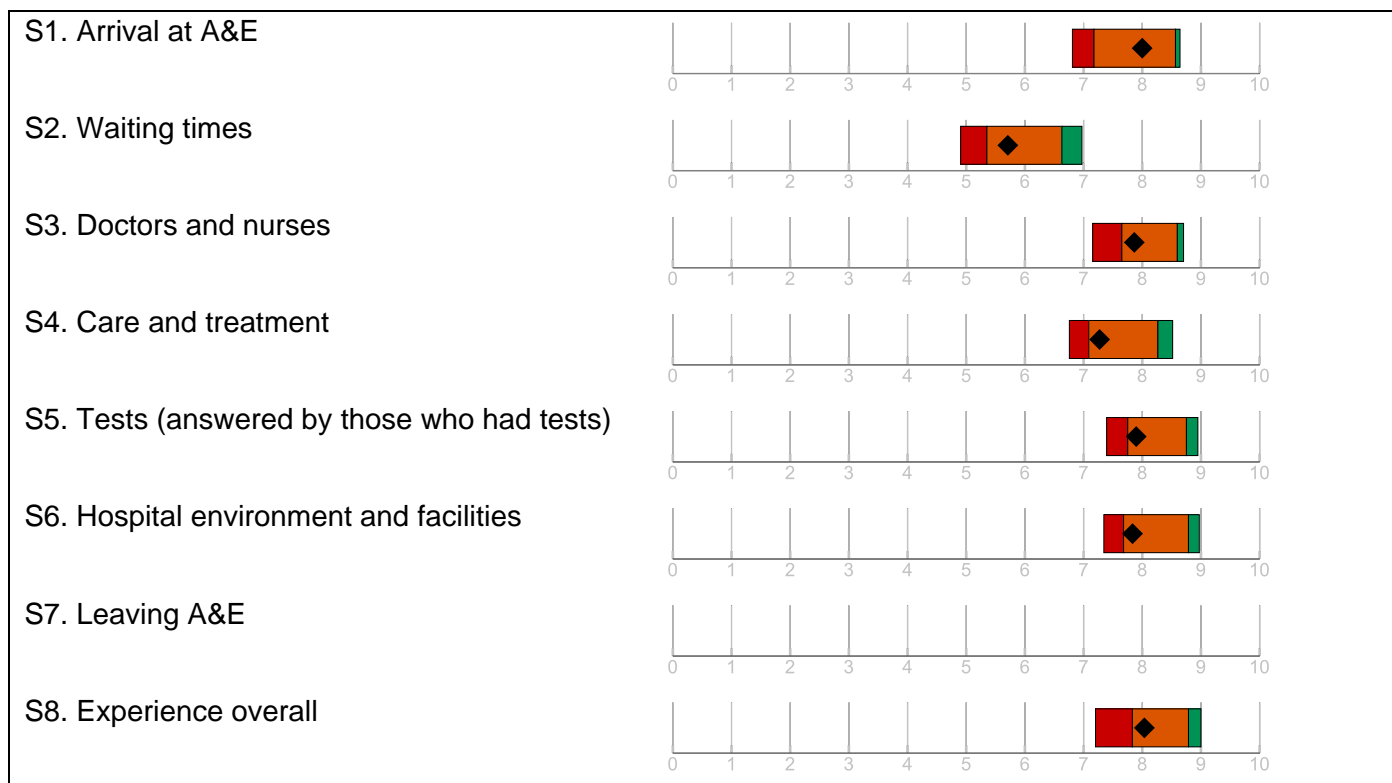 S1. Arrival at A&E
0 1 2 3 4 5 6 7 8 9 10
S2. Waiting times
0 1 2 3 4 5 6 7 8 9 10
S3. Doctors and nurses
0 1 2 3 4 5 6 7 8 9 10
S4. Care and treatment
0 1 2 3 4 5 6 7 8 9 10
S5. Tests (answered by those who had tests)
0 1 2 3 4 5 6 7 8 9 10
S6. Hospital environment and facilities
0 1 2 3 4 5 6 7 8 9 10
S7. Leaving A&E
0 1 2 3 4 5 6 7 8 9 10
S8. Experience overall
0 1 2 3 4 5 6 7 8 9 10